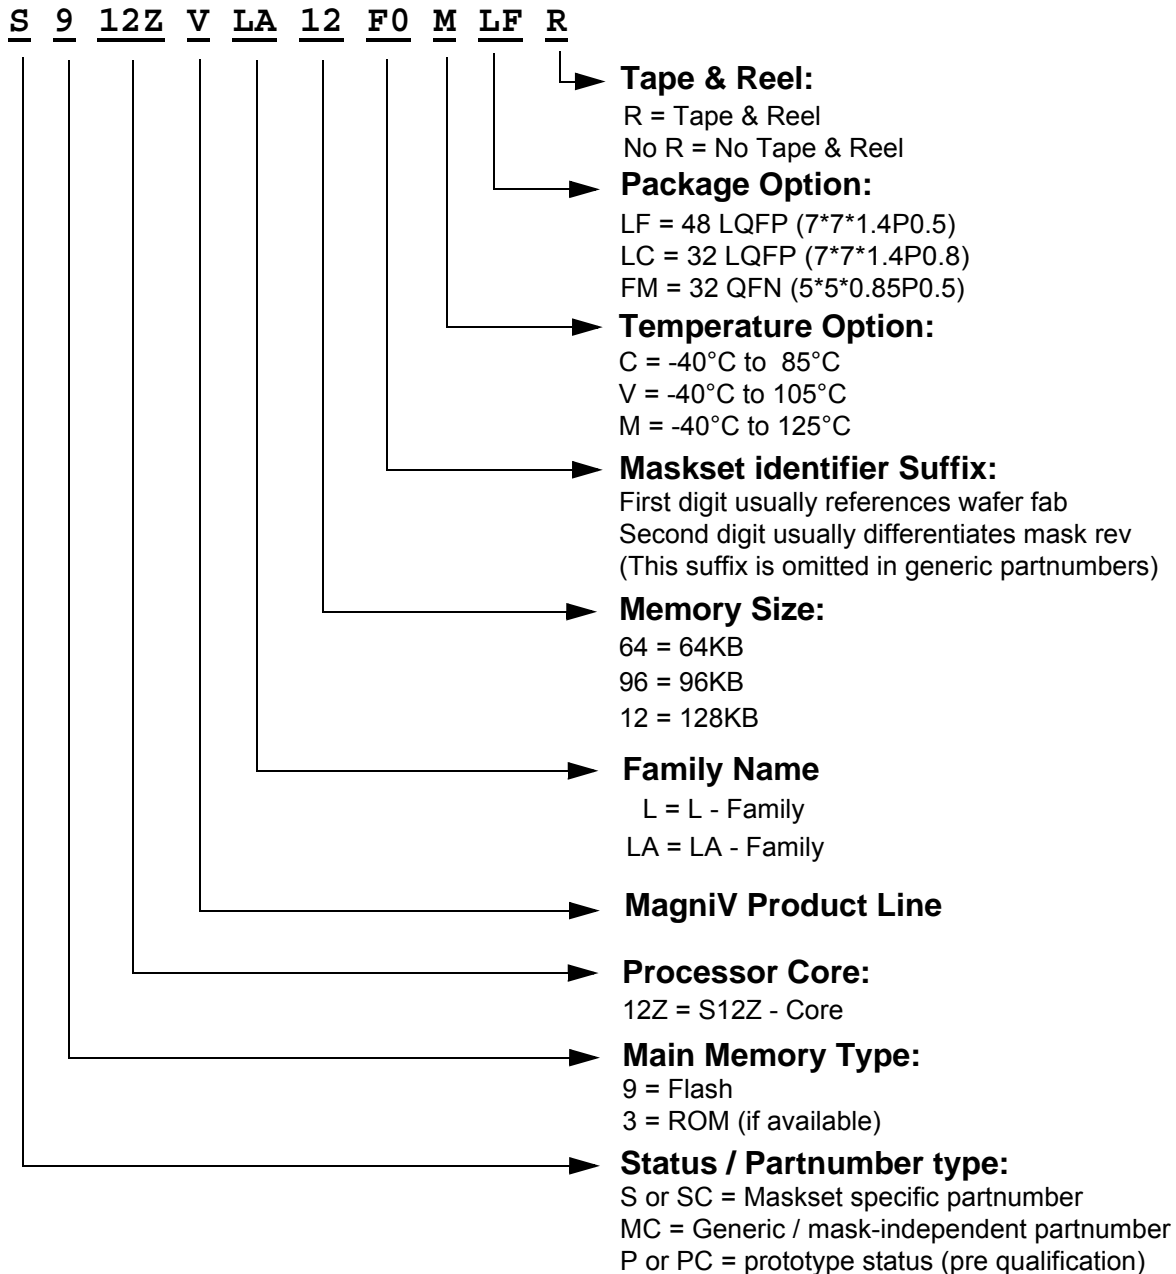 S 9 12Z V LA 12 F0 M LF R
Tape & Reel:
R = Tape & Reel
No R = No Tape & Reel
Package Option:
LF = 48 LQFP (7*7*1.4P0.5)
LC = 32 LQFP (7*7*1.4P0.8)
FM = 32 QFN (5*5*0.85P0.5)
Temperature Option:
C = -40°C to 85°C
V = -40°C to 105°C
M = -40°C to 125°C
Maskset identifier Suffix:
First digit usually references wafer fab
Second digit usually differentiates mask rev
(This suffix is omitted in generic partnumbers)
Memory Size:
64 = 64KB
96 = 96KB
12 = 128KB
Family Name
L = L - Family
LA = LA - Family
MagniV Product Line
Processor Core:
12Z = S12Z - Core
Main Memory Type:
9 = Flash
3 = ROM (if available)
Status / Partnumber type:
S or SC = Maskset specific partnumber
MC = Generic / mask-independent partnumber
P or PC = prototype status (pre qualification)